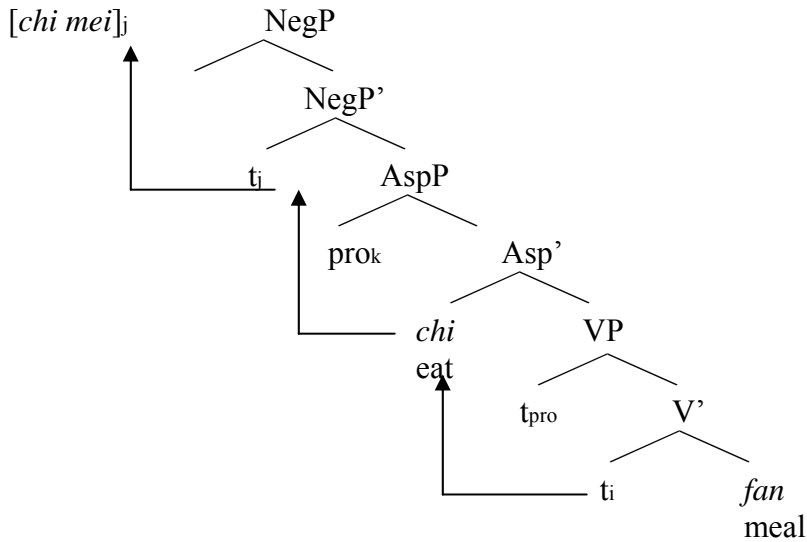 [chi mei]j NegP
NegP’
tj AspP
prok Asp’
chi VP
eat
tpro V’
ti fan
meal